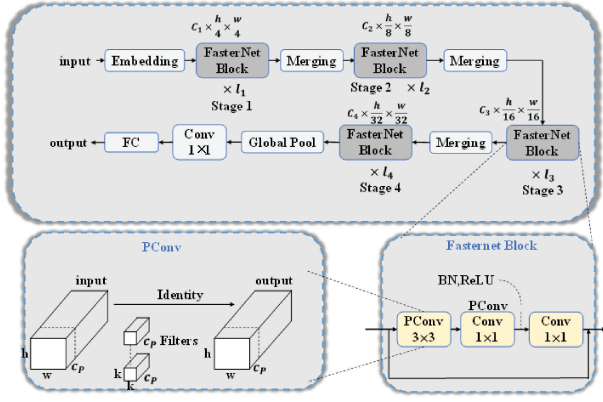 C₁ × h/4 × w/4
C₂ × h/8 × w/8
input
Embedding
FasterNet
Block
Merging
FasterNet
Block
Merging
× l₁
Stage 1
Stage 2
× l₂
C₄ × h/32 × w/32
C₃ × h/16 × w/16
output
FC
Conv
1×1
Global Pool
FasterNet
Block
Merging
FasterNet
Block
× l₄
Stage 4
× l₃
Stage 3
PConv
input
output
Identity
h
w
cₚ
cₚ
Filters
k
k
cₚ
h
w
cₚ
Fasternet Block
BN,ReLU
PConv
PConv
3×3
Conv
1×1
Conv
1×1